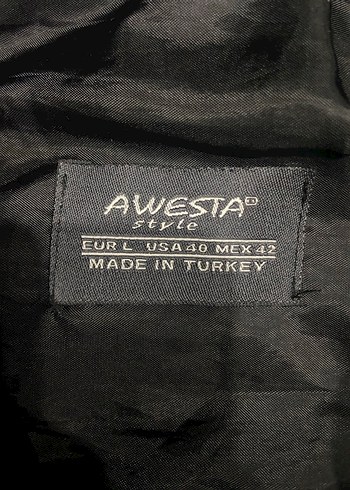 AWESTA
style
EUR L USA 40 MEX 42
MADE IN TURKEY